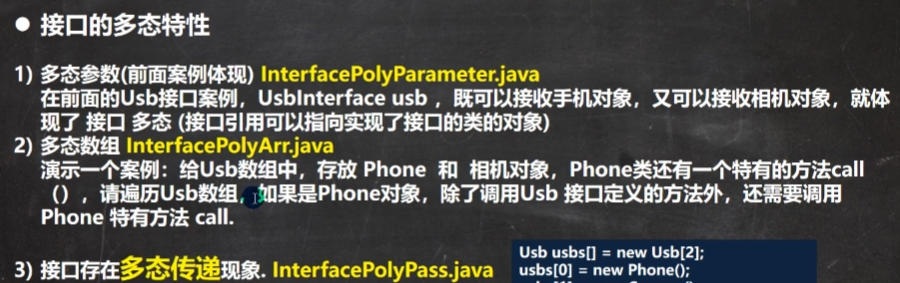 ● 接口的多态特性
1) 多态参数(前面案例体现) InterfacePolyParameter.java
在前面的Usb接口案例，UsbInterface usb ，既可以接收手机对象，又可以接收相机对象，就体
现了 接口 多态 (接口引用可以指向实现了接口的类的对象)
2) 多态数组 InterfacePolyArr.java
演示一个案例：给Usb数组中，存放 Phone 和 相机对象，Phone类还有一个特有的方法call
（），请遍历Usb数组，如果是Phone对象，除了调用Usb 接口定义的方法外，还需要调用
Phone 特有方法 call.
3) 接口存在多态传递现象. InterfacePolyPass.java
Usb usbs[] = new Usb[2];
usbs[0] = new Phone();